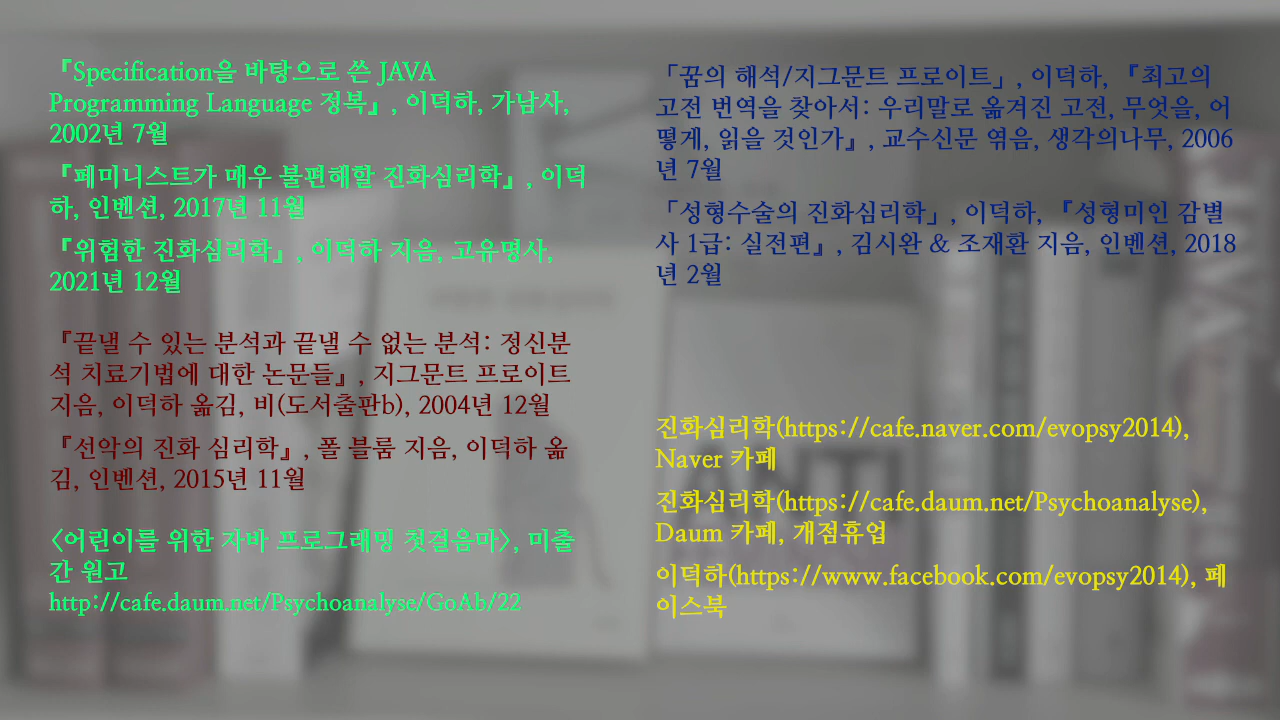 『Specification을 바탕으로 쓴 JAVA
Programming Language 정복』, 이덕하, 가남사,
2002년 7월
『페미니스트가 매우 불편해할 진화심리학』, 이덕
하, 인벤션, 2017년 11월
『위험한 진화심리학』, 이덕하 지음, 고유명사,
2021년 12월
『끝낼 수 있는 분석과 끝낼 수 없는 분석: 정신분
석 치료기법에 대한 논문들』, 지그문트 프로이트
지음, 이덕하 옮김, 비(도서출판b), 2004년 12월
『선악의 진화 심리학』, 폴 블룸 지음, 이덕하 옮
김, 인벤션, 2015년 11월
<어린이를 위한 자바 프로그래밍 첫걸음마>, 미출
간 원고
http://cafe.daum.net/Psychoanalyse/GoAb/22
「꿈의 해석/지그문트 프로이트」, 이덕하, 『최고의
고전 번역을 찾아서: 우리말로 옮겨진 고전, 무엇을, 어
떻게, 읽을 것인가』, 교수신문 엮음, 생각의나무, 2006
년 7월
「성형수술의 진화심리학」, 이덕하, 『성형미인 감별
사 1급: 실전편』, 김시완 & 조재환 지음, 인벤션, 2018
년 2월
진화심리학(https://cafe.naver.com/evopsy2014),
Naver 카페
진화심리학(https://cafe.daum.net/Psychoanalyse),
Daum 카페, 개점휴업
이덕하(https://www.facebook.com/evopsy2014), 페
이스북